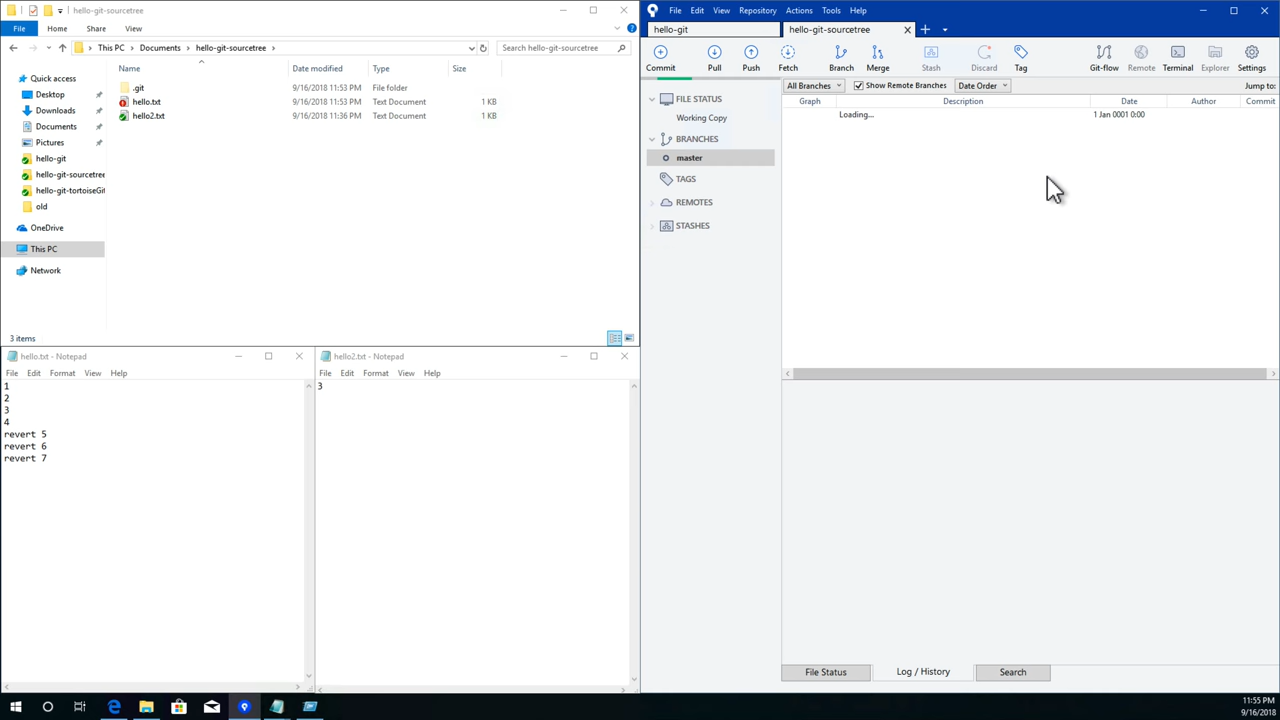 hello-git-sourcetree
File Home Share View
This PC > Documents > hello-git-sourcetree >
Search hello-git-sourcetree
Name Date modified Type Size
Quick access
Desktop
Downloads
Documents
Pictures
hello-git
hello-git-sourcetree
hello-git-tortoiseGit
old
OneDrive
This PC
Network
.git 9/16/2018 11:53 PM File folder
hello.txt 9/16/2018 11:53 PM Text Document 1 KB
hello2.txt 9/16/2018 11:36 PM Text Document 1 KB
3 items
hello.txt - Notepad
File Edit Format View Help
1
2
3
4
revert 5
revert 6
revert 7
hello2.txt - Notepad
File Edit Format View Help
3
File Edit View Repository Actions Tools Help
hello-git hello-git-sourcetree
Commit Pull Push Fetch Branch Merge Stash Discard Tag Git-flow Remote Terminal Explorer Settings
FILE STATUS
Working Copy
BRANCHES
master
TAGS
REMOTES
STASHES
All Branches Show Remote Branches Date Order Jump to:
Graph Description Date Author Commit
Loading... 1 Jan 0001 0:00
File Status Log / History Search
11:55 PM
9/16/2018